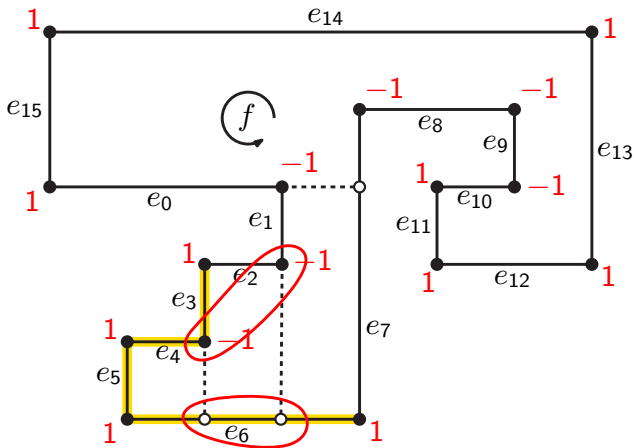 1 e₁₄ 1
e₁₅ f −1 −1
e₈
e₉ e₁₃
1 e₀ −1 1 e₁₀ −1
e₁ e₁₁
1 e₂ −1 1 e₁₂ 1
e₃
1 e₄ −1 e₇
e₅
1 e₆ 1